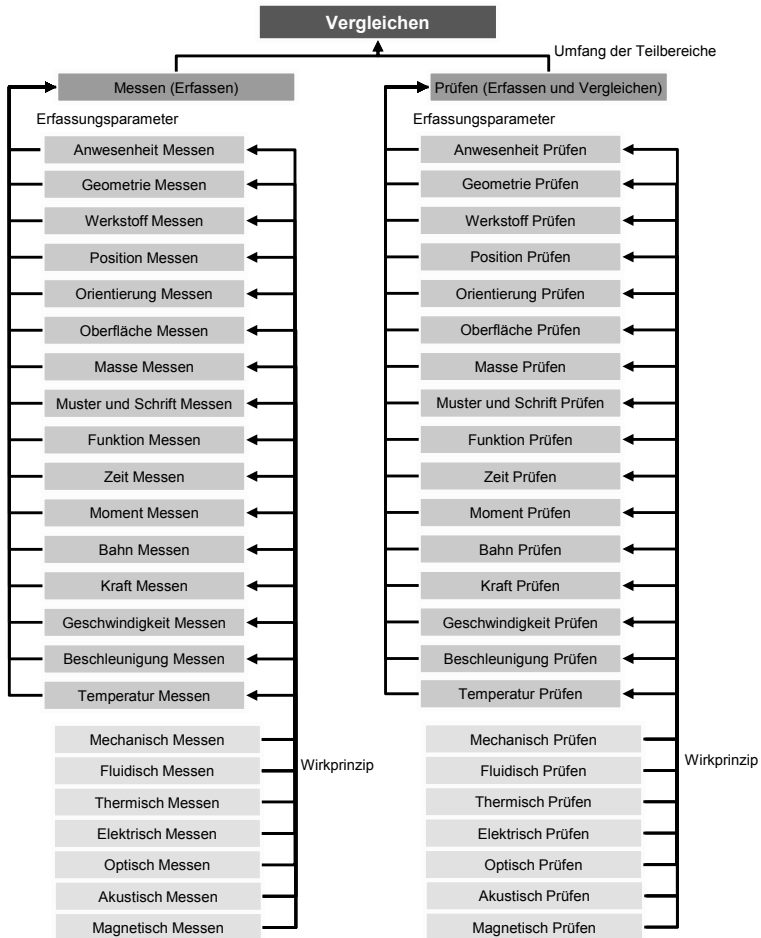 Vergleichen
Umfang der Teilbereiche
Messen (Erfassen)
Erfassungsparameter
Anwesenheit Messen
Geometrie Messen
Werkstoff Messen
Position Messen
Orientierung Messen
Oberfläche Messen
Masse Messen
Muster und Schrift Messen
Funktion Messen
Zeit Messen
Moment Messen
Bahn Messen
Kraft Messen
Geschwindigkeit Messen
Beschleunigung Messen
Temperatur Messen
Mechanisch Messen
Fluidisch Messen
Thermisch Messen
Elektrisch Messen
Optisch Messen
Akustisch Messen
Magnetisch Messen
Wirkprinzip
Prüfen (Erfassen und Vergleichen)
Erfassungsparameter
Anwesenheit Prüfen
Geometrie Prüfen
Werkstoff Prüfen
Position Prüfen
Orientierung Prüfen
Oberfläche Prüfen
Masse Prüfen
Muster und Schrift Prüfen
Funktion Prüfen
Zeit Prüfen
Moment Prüfen
Bahn Prüfen
Kraft Prüfen
Geschwindigkeit Prüfen
Beschleunigung Prüfen
Temperatur Prüfen
Mechanisch Prüfen
Fluidisch Prüfen
Thermisch Prüfen
Elektrisch Prüfen
Optisch Prüfen
Akustisch Prüfen
Magnetisch Prüfen
Wirkprinzip